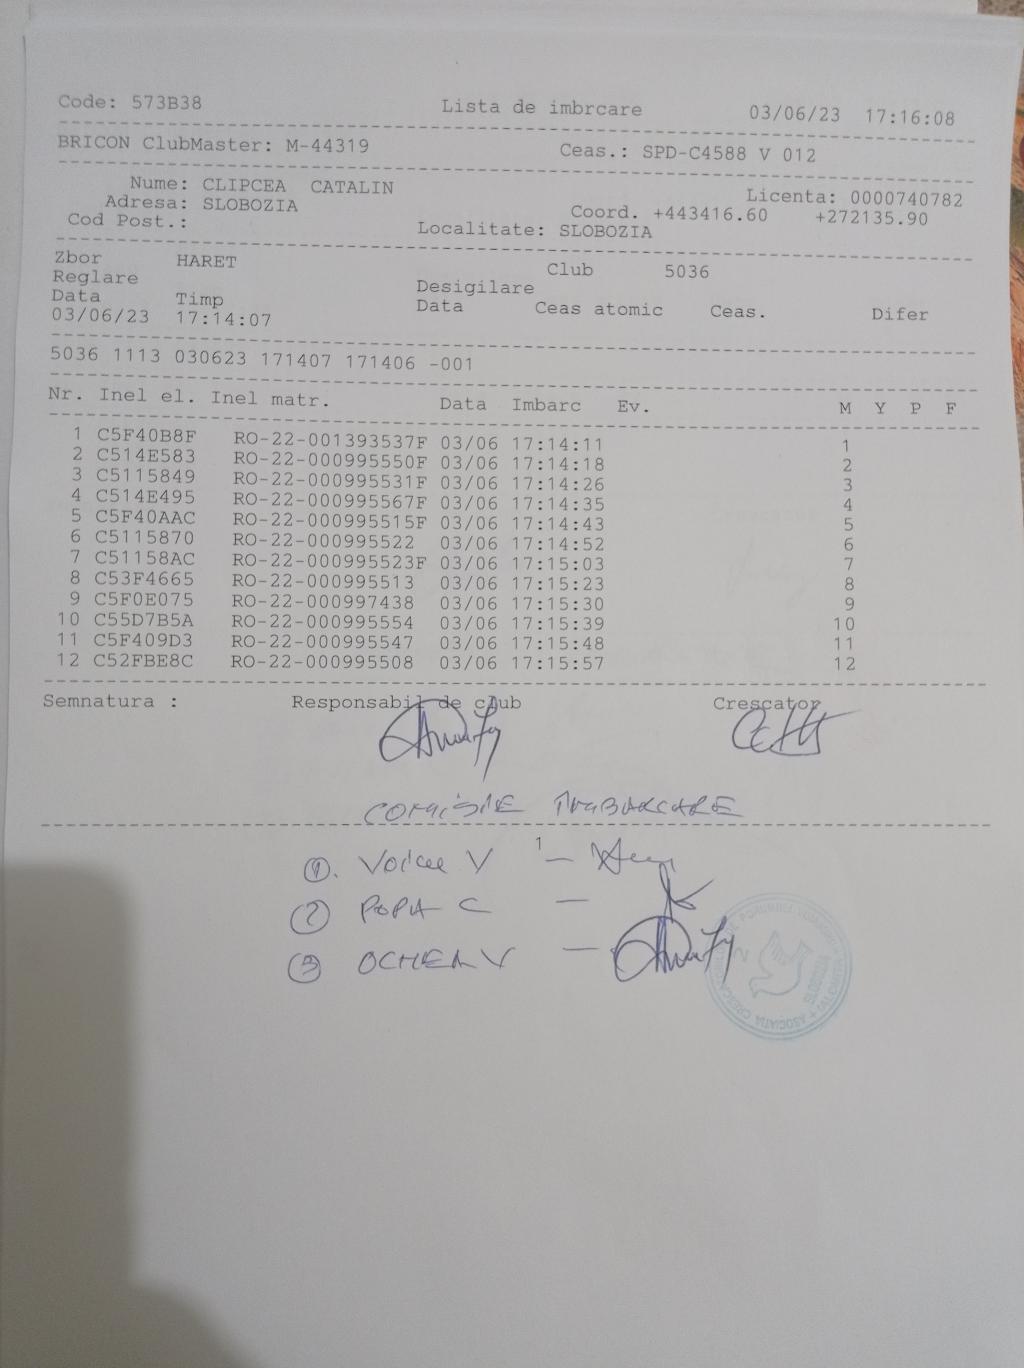 Code: 573B38 Lista de imbrcare 03/06/23 17:16:08
BRICON ClubMaster: M-44319 Ceas.: SPD-C4588 V 012
Nume: CLIPCEA CATALIN Licenta: 0000740782
Adresa: SLOBOZIA Coord. +443416.60 +272135.90
Cod Post.: Localitate: SLOBOZIA
Zbor HARET Club 5036
Reglare Desigilare
Data Timp Data Ceas atomic Ceas. Difer
03/06/23 17:14:07
5036 1113 030623 171407 171406 -001
Nr. Inel el. Inel matr. Data Imbarc Ev. M Y P F
1 C5F40B8F RO-22-001393537F 03/06 17:14:11 1
2 C514E583 RO-22-000995550F 03/06 17:14:18 2
3 C5115849 RO-22-000995531F 03/06 17:14:26 3
4 C514E495 RO-22-000995567F 03/06 17:14:35 4
5 C5F40AAC RO-22-000995515F 03/06 17:14:43 5
6 C5115870 RO-22-000995522 03/06 17:14:52 6
7 C51158AC RO-22-000995523F 03/06 17:15:03 7
8 C53F4665 RO-22-000995513 03/06 17:15:23 8
9 C5F0E075 RO-22-000997438 03/06 17:15:30 9
10 C55D7B5A RO-22-000995554 03/06 17:15:39 10
11 C5F409D3 RO-22-000995547 03/06 17:15:48 11
12 C52FBE8C RO-22-000995508 03/06 17:15:57 12
Semnatura : Responsabil de club Crescator
COMISIE IMBARCARE
1
1. Voicu V -
2 POPA C -
3 OCHEA V -
SLOBOZIA